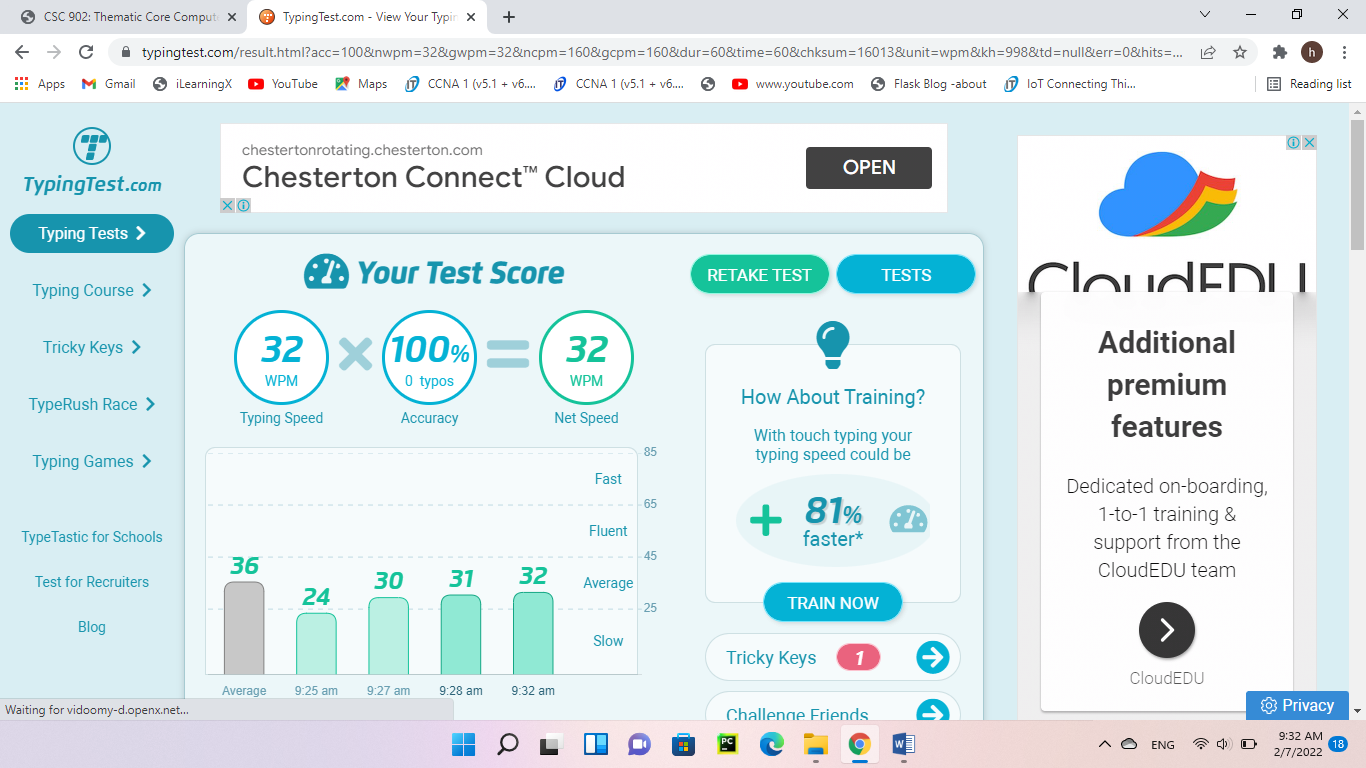 CSC 902: Thematic Core Comput
TypingTest.com - View Your Typin
typingtest.com/result.html?acc=100&nwpm=32&gwpm=32&ncpm=160&gcpm=160&dur=60&time=60&chksum=16013&unit=wpm&kh=998&td=null&err=0&hits=...
h
Apps
Gmail
iLearningX
YouTube
Maps
CCNA 1 (v5.1 + v6....
CCNA 1 (v5.1 + v6....
www.youtube.com
Flask Blog -about
IoT Connecting Thi...
Reading list
TypingTest.com
Typing Tests
Typing Course
Tricky Keys
TypeRush Race
Typing Games
TypeTastic for Schools
Test for Recruiters
Blog
chestertonrotating.chesterton.com
Chesterton Connect™ Cloud
OPEN
Your Test Score
RETAKE TEST
TESTS
32
WPM
Typing Speed
100%
0 typos
Accuracy
32
WPM
Net Speed
85
Fast
65
Fluent
45
Average
25
Slow
36
24
30
31
32
Average
9:25 am
9:27 am
9:28 am
9:32 am
How About Training?
With touch typing your
typing speed could be
+ 81%
faster*
TRAIN NOW
Tricky Keys
1
Challenge Friends
CloudEDU
Additional
premium
features
Dedicated on-boarding,
1-to-1 training &
support from the
CloudEDU team
CloudEDU
Privacy
Waiting for vidoomy-d.openx.net...
PC
W
ENG
9:32 AM
2/7/2022
18